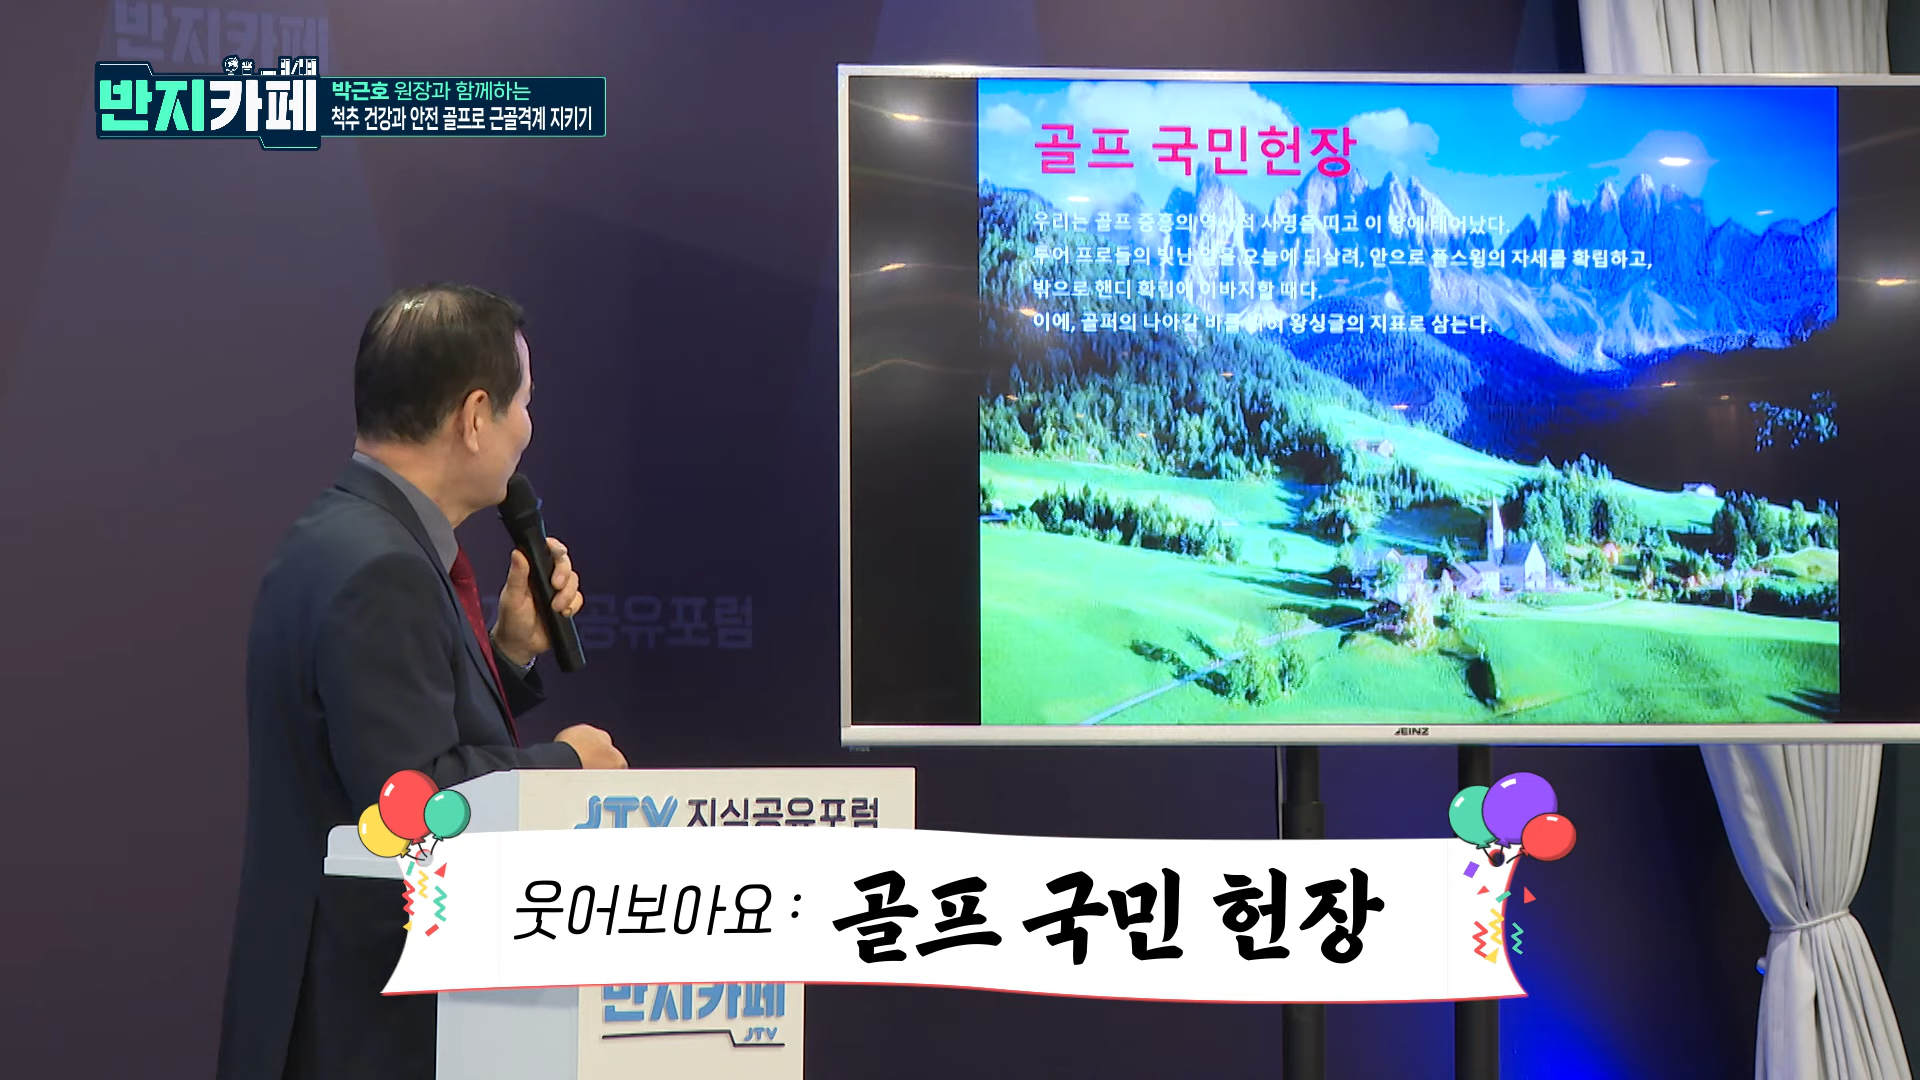 반지카페
반지카페
박근호 원장과 함께하는
척추 건강과 안전 골프로 근골격계 지키기
골프 국민헌장
우리는 골프 중흥의 역사적 사명을 띠고 이 땅에 태어났다.
투어 프로들의 빛난 얼을 오늘에 되살려, 안으로 풀스윙의 자세를 확립하고,
밖으로 핸디 확립에 이바지할 때다.
이에, 골퍼의 나아갈 바를 밝혀 왕싱글의 지표로 삼는다.
공유포럼
JEINZ
JTV 지식공유포럼
웃어보아요 : 골프 국민 헌장
반지카페
JTV